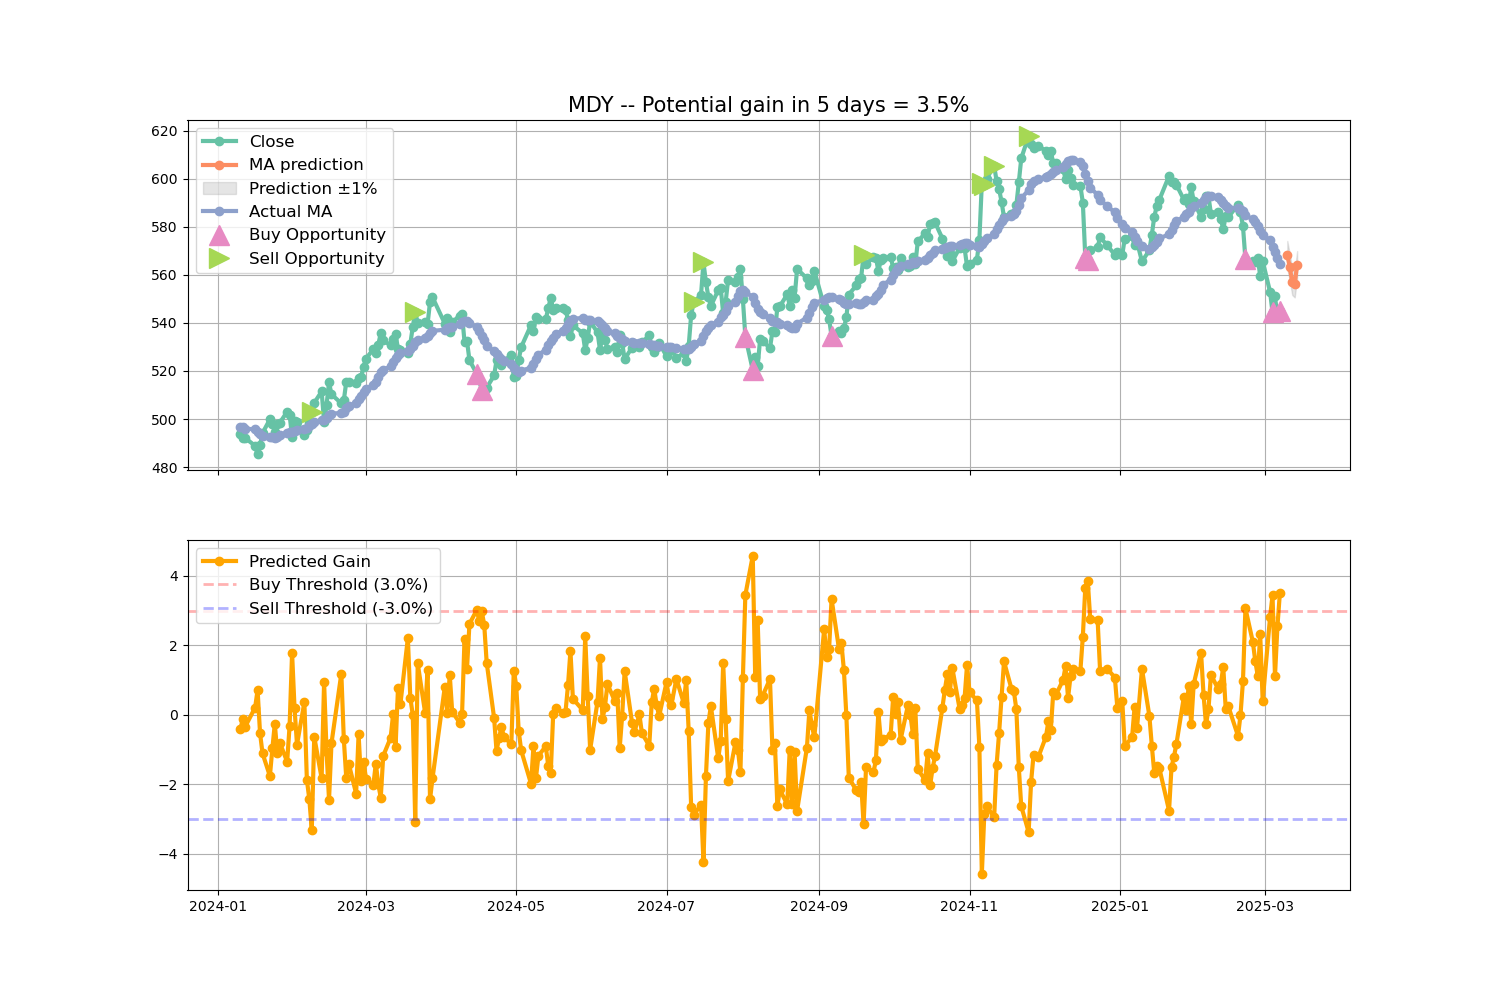 MDY -- Potential gain in 5 days = 3.5%
620
600
580
560
540
520
500
480
Close
MA prediction
Prediction ±1%
Actual MA
Buy Opportunity
Sell Opportunity
4
2
0
−2
−4
Predicted Gain
Buy Threshold (3.0%)
Sell Threshold (-3.0%)
2024-01
2024-03
2024-05
2024-07
2024-09
2024-11
2025-01
2025-03